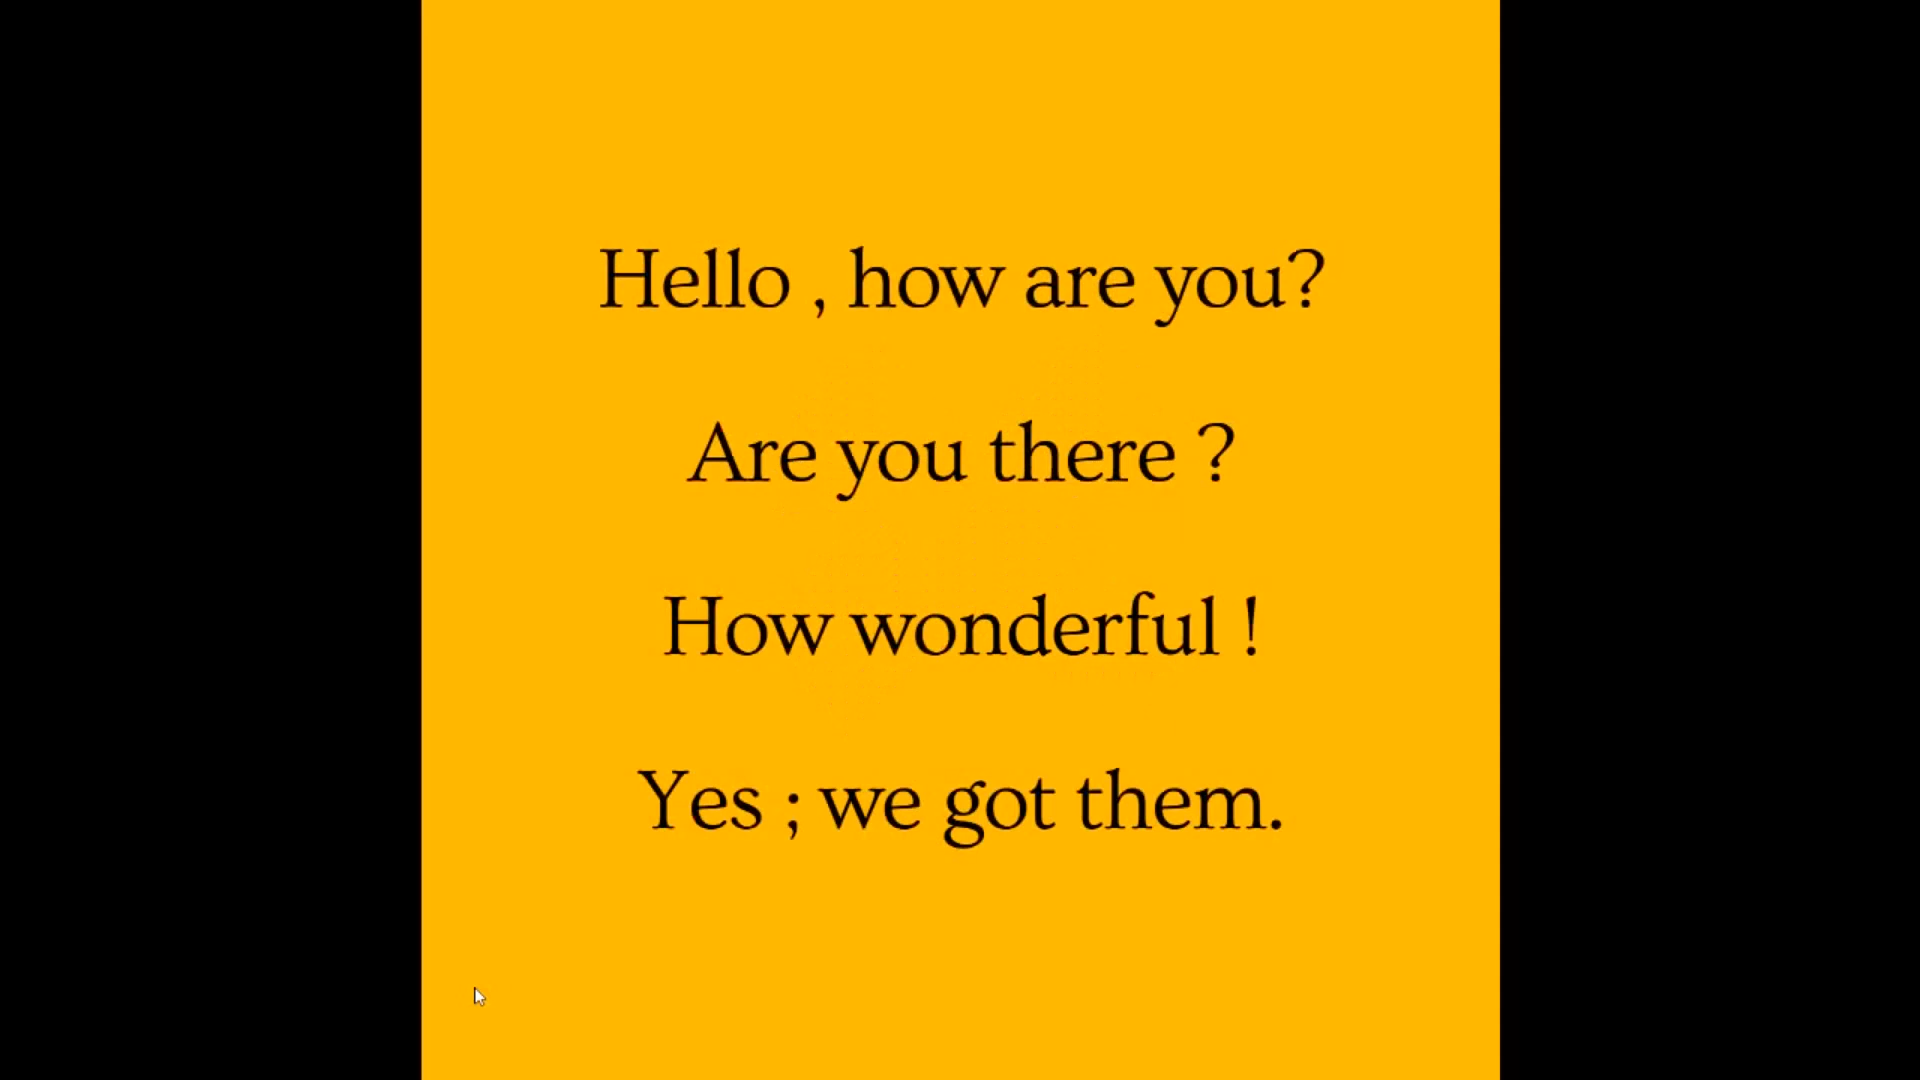 Hello , how are you?
Are you there ?
How wonderful !
Yes ; we got them.